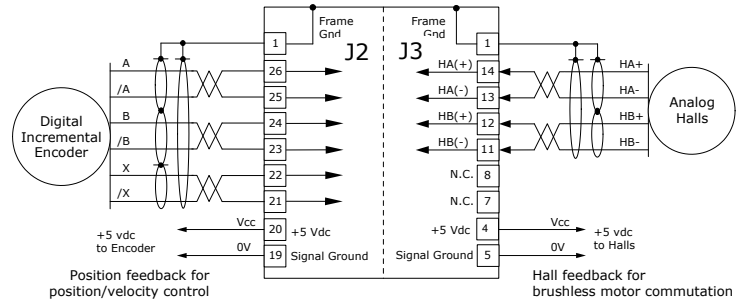 Frame
Gnd
Frame
Gnd
1
J2
J3
1
A
26
HA(+)
14
HA+
/A
25
HA(-)
13
HA-
B
24
HB(+)
12
HB+
/B
23
HB(-)
11
HB-
X
22
N.C.
8
/X
21
N.C.
7
Digital
Incremental
Encoder
Analog
Halls
+5 vdc
to Encoder
Vcc
20
+5 Vdc
+5 Vdc
4
Vcc
+5 vdc
to Halls
0V
19
Signal Ground
Signal Ground
5
0V
Position feedback for
position/velocity control
Hall feedback for
brushless motor commutation